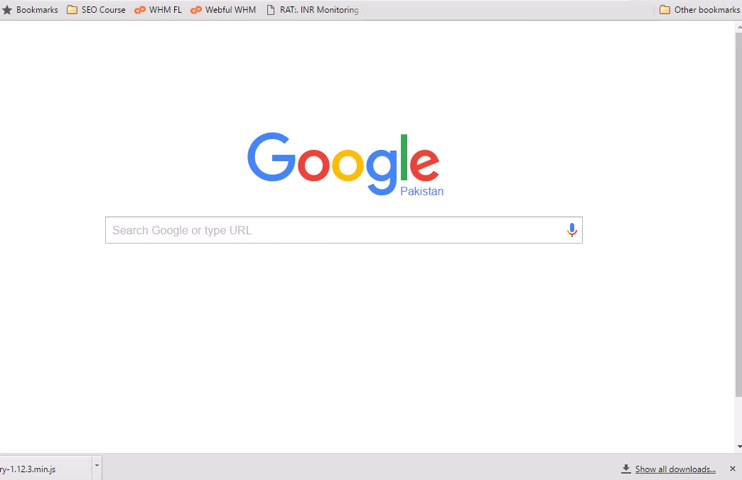 Bookmarks SEO Course WHM FL Webful WHM RAT:. INR Monitoring Other bookmarks
Google
Pakistan
Search Google or type URL
ry-1.12.3.min.js Show all downloads...